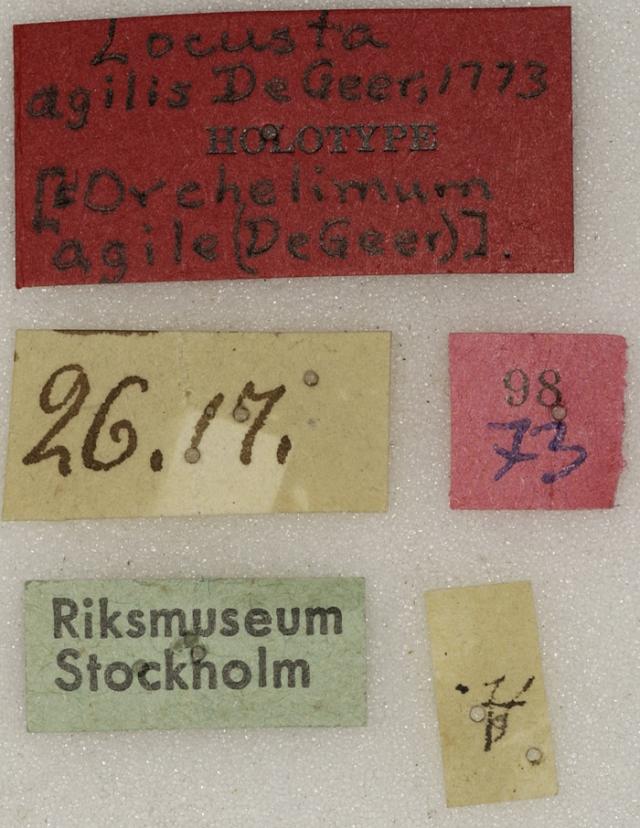 Locusta
agilis DeGeer, 1773
HOLOTYPE
[=Orchelimum
agile (DeGeer)].
26.17.
98
73
Riksmuseum
Stockholm